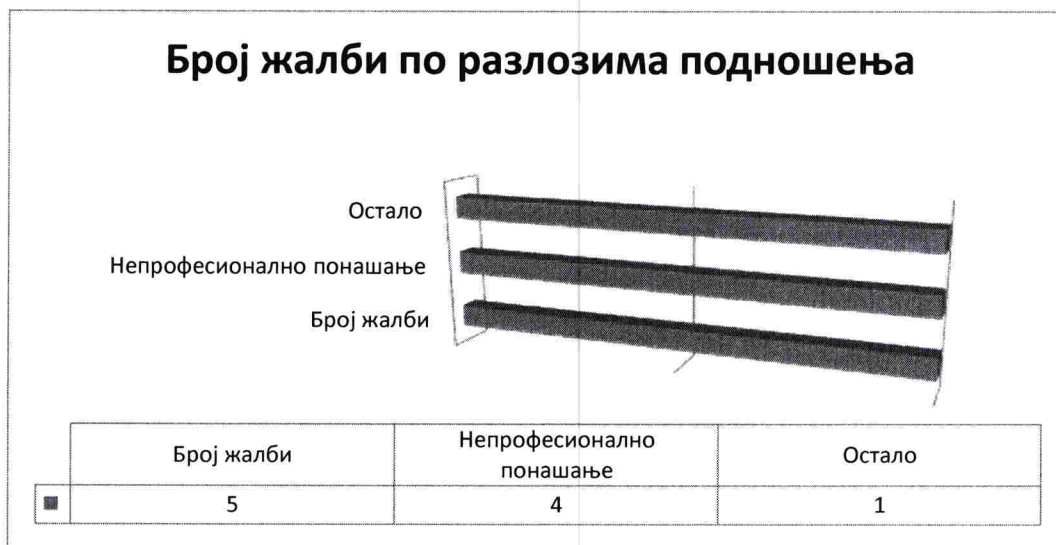 Број жалби по разлозима подношења
Остало
Непрофесионално понашање
Број жалби
Број жалби
Непрофесионално
понашање
Остало
5
4
1